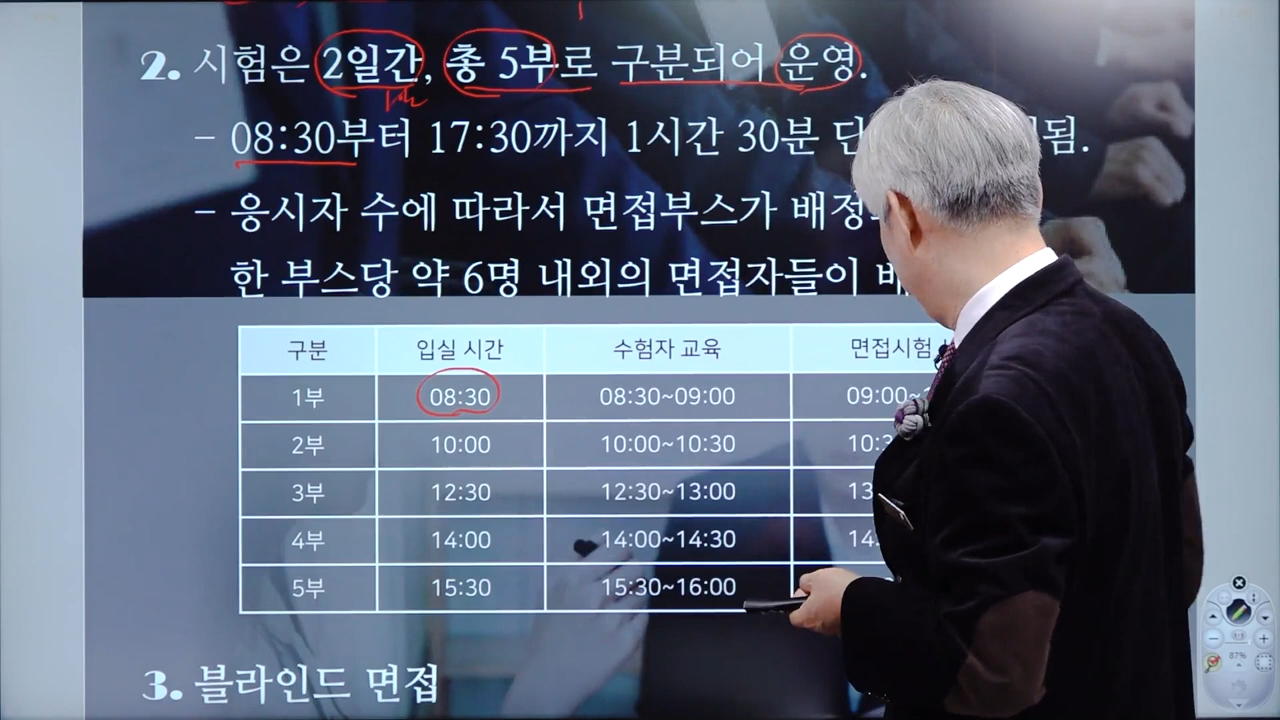 2. 시험은 2일간, 총 5부로 구분되어 운영.
- 08:30부터 17:30까지 1시간 30분
- 응시자 수에 따라서 면접부스가
한 부스당 약 6명 내외의 면접자들이
구분 입실 시간 수험자 교육 면접시험
1부 08:30 08:30~09:00 09:00~
2부 10:00 10:00~10:30
3부 12:30 12:30~13:00
4부 14:00 14:00~14:30
5부 15:30 15:30~16:00
3. 블라인드 면접
87%